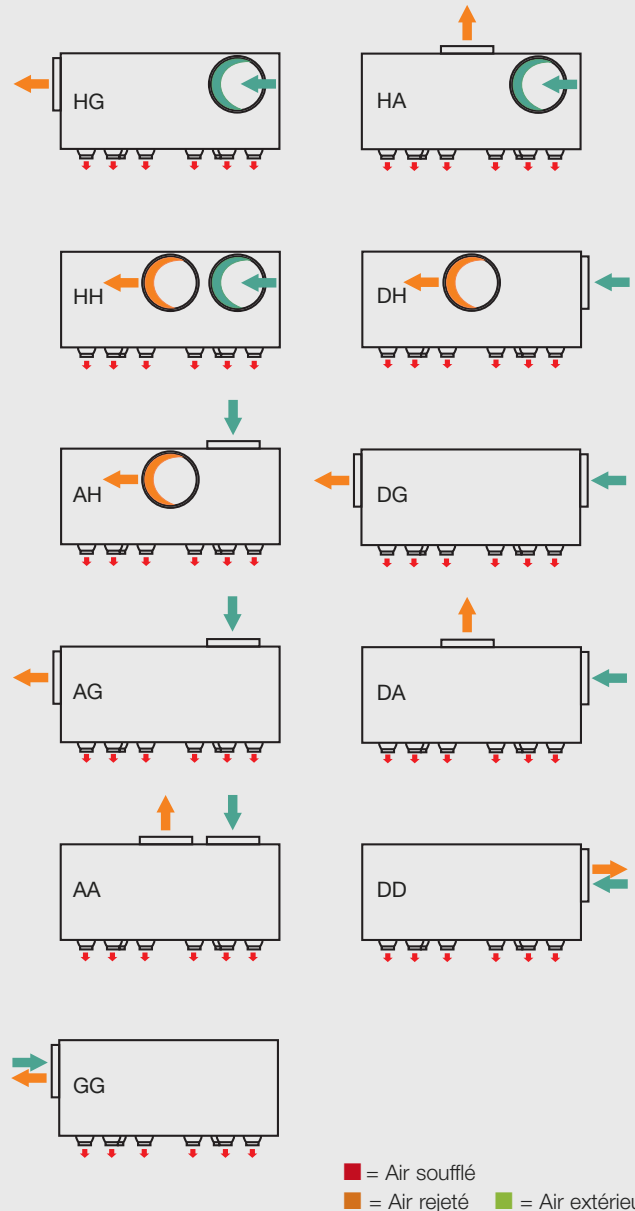 HG
HA
HH
DH
AH
DG
AG
DA
AA
DD
GG
= Air soufflé
= Air rejeté
= Air extérieu